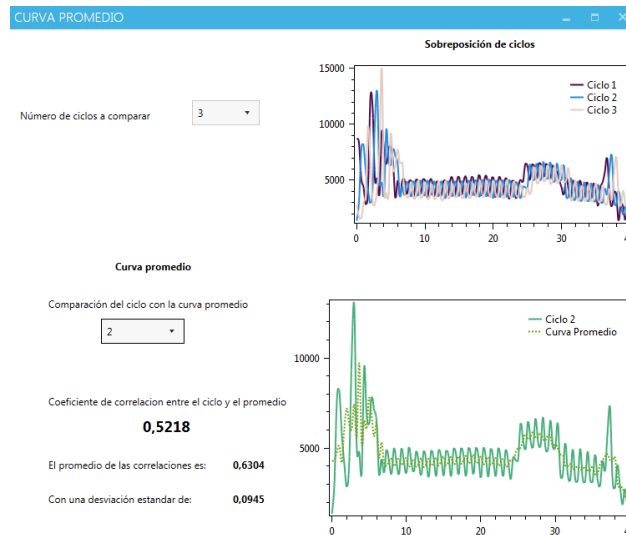 CURVA PROMEDIO
Sobreposición de ciclos
15000
10000
5000
Ciclo 1
Ciclo 2
Ciclo 3
0 10 20 30 4
Número de ciclos a comparar
3
Curva promedio
Comparación del ciclo con la curva promedio
2
Coeficiente de correlacion entre el ciclo y el promedio
0,5218
El promedio de las correlaciones es: 0,6304
Con una desviación estandar de: 0,0945
Ciclo 2
Curva Promedio
10000
5000
0 10 20 30 4